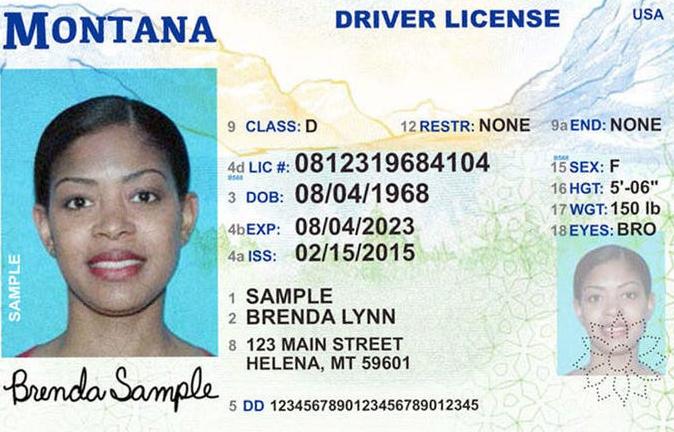 MONTANA
DRIVER LICENSE
USA
9 CLASS: D 12 RESTR: NONE 9a END: NONE
4d LIC #: 0812319684104
3 DOB: 08/04/1968
4b EXP: 08/04/2023
4a ISS: 02/15/2015
15 SEX: F
16 HGT: 5'-06"
17 WGT: 150 lb
18 EYES: BRO
1 SAMPLE
2 BRENDA LYNN
8 123 MAIN STREET
HELENA, MT 59601
5 DD 1234567890123456789012345
SAMPLE
Brenda Sample